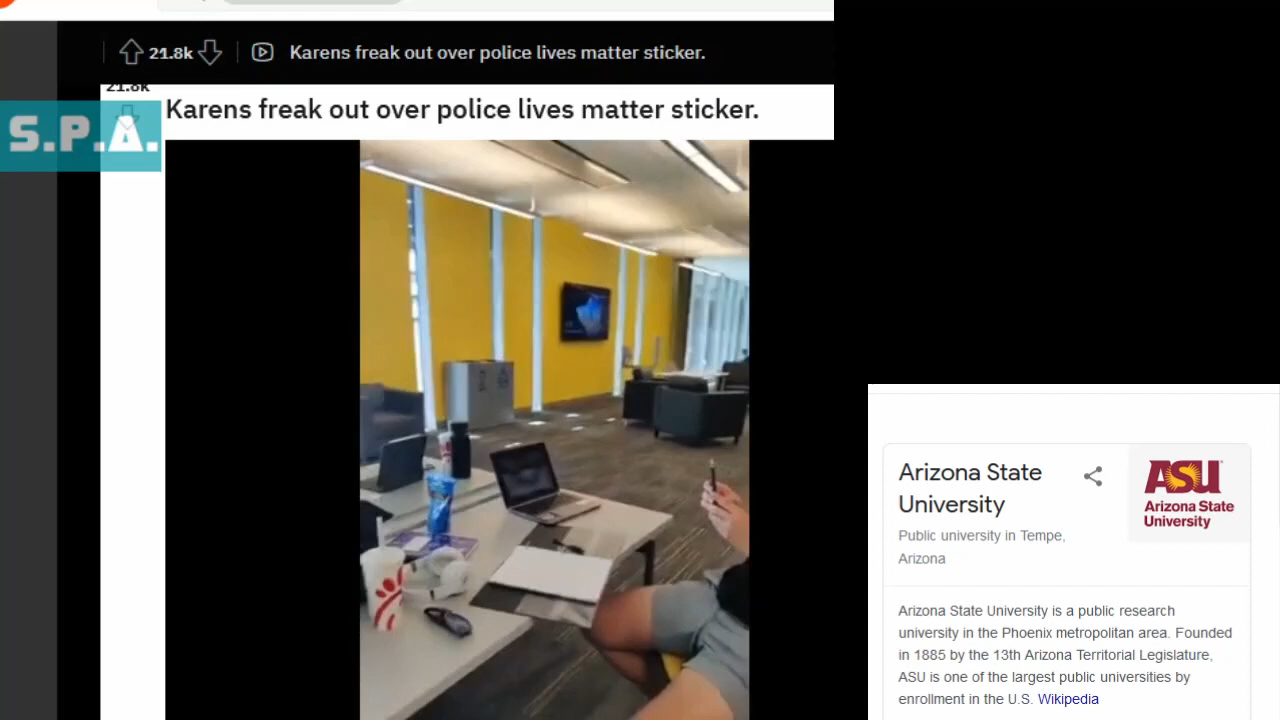 21.8k
Karens freak out over police lives matter sticker.
21.8k
Karens freak out over police lives matter sticker.
S.P.A.
Arizona State
University
Public university in Tempe,
Arizona
ASU
Arizona State
University
Arizona State University is a public research
university in the Phoenix metropolitan area. Founded
in 1885 by the 13th Arizona Territorial Legislature,
ASU is one of the largest public universities by
enrollment in the U.S. Wikipedia